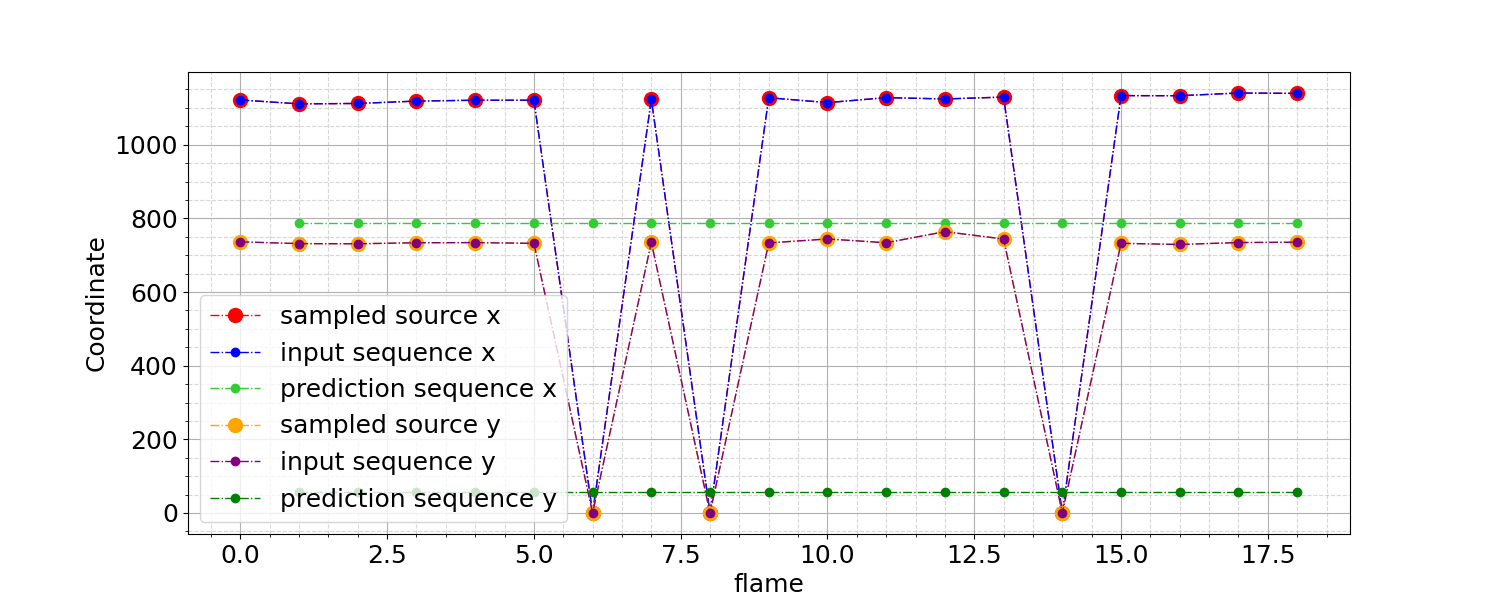 Coordinate
1000
800
600
400
200
0
sampled source x
input sequence x
prediction sequence x
sampled source y
input sequence y
prediction sequence y
0.0 2.5 5.0 7.5 10.0 12.5 15.0 17.5
flame